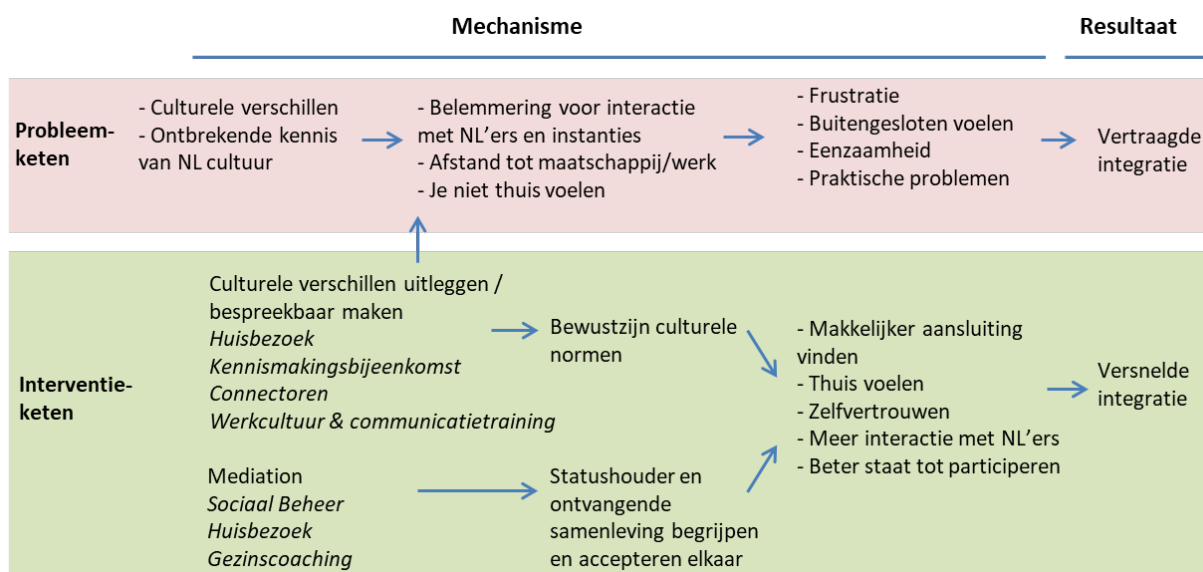 Mechanisme
Resultaat
Probleem-
keten
- Culturele verschillen
- Ontbrekende kennis
van NL cultuur
- Belemmering voor interactie
met NL'ers en instanties
- Afstand tot maatschappij/werk
- Je niet thuis voelen
- Frustratie
- Buitengesloten voelen
- Eenzaamheid
- Praktische problemen
Vertraagde
integratie
Interventie-
keten
Culturele verschillen uitleggen /
bespreekbaar maken
Huisbezoek
Kennismakingsbijeenkomst
Connectoren
Werkcultuur & communicatietraining
Bewustzijn culturele
normen
Mediation
Sociaal Beheer
Huisbezoek
Gezinscoaching
Statushouder en
ontvangende
samenleving begrijpen
en accepteren elkaar
- Makkelijker aansluiting
vinden
- Thuis voelen
- Zelfvertrouwen
- Meer interactie met NL'ers
- Beter staat tot participeren
Versnelde
integratie